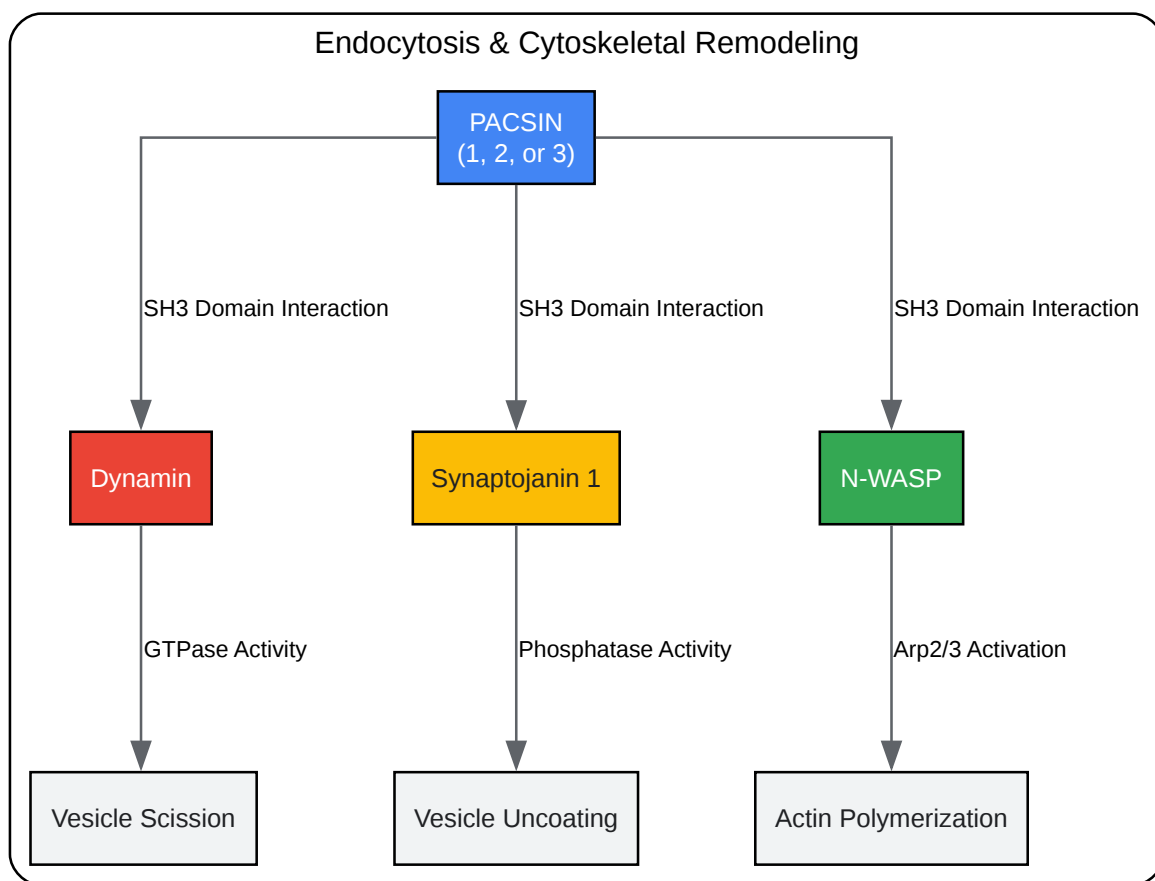 Endocytosis & Cytoskeletal Remodeling
PACSIN
(1, 2, or 3)
SH3 Domain Interaction
SH3 Domain Interaction
SH3 Domain Interaction
Dynamin
Synaptojanin 1
N-WASP
GTPase Activity
Phosphatase Activity
Arp2/3 Activation
Vesicle Scission
Vesicle Uncoating
Actin Polymerization